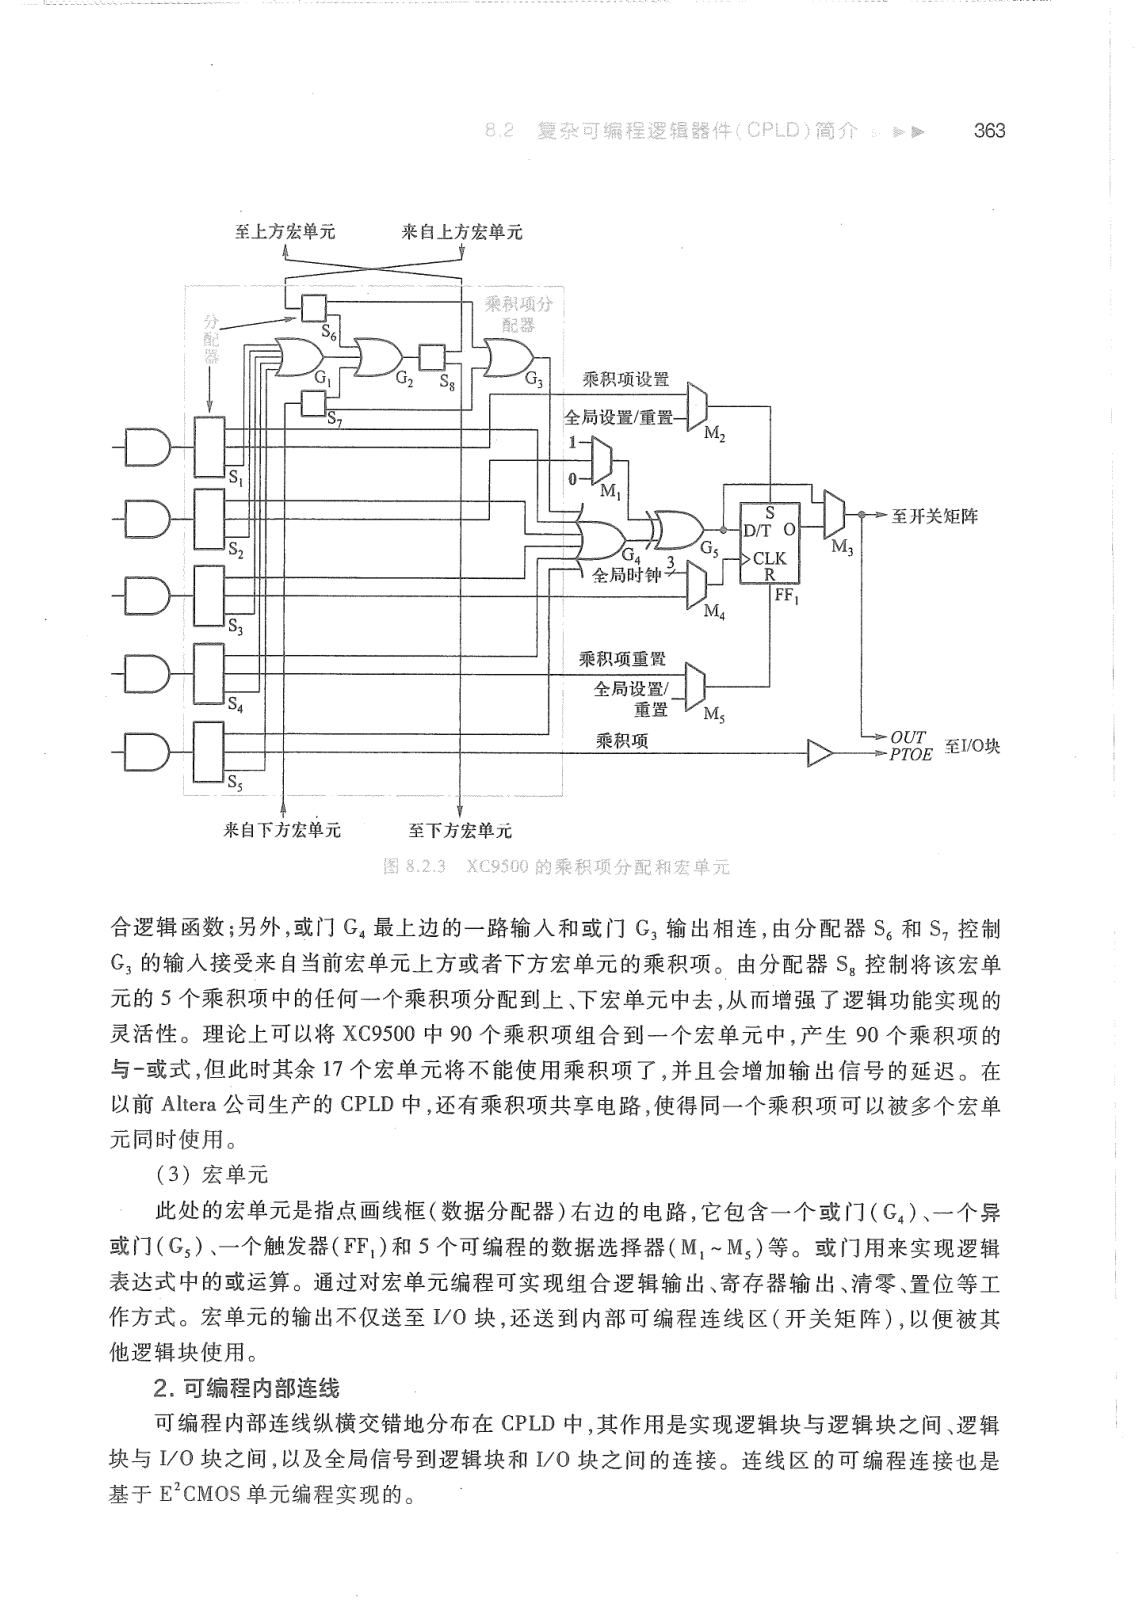 8.2 复杂可编程逻辑器件(CPLD)简介 363
至上方宏单元 来自上方宏单元
乘积项分
配器
分
配
器
S₆
G₁ G₂ S₈ G₃
S₇
乘积项设置
全局设置/重置
M₂
1
0
M₁
S₁
S₂
S
D/T Q
CLK
R
FF₁
至开关矩阵
M₃
G₄ G₅
全局时钟 3
M₄
S₃
乘积项重置
全局设置/
重置
M₅
S₄
乘积项
OUT
PTOE
至I/O块
S₅
来自下方宏单元 至下方宏单元
图 8.2.3 XC9500 的乘积项分配和宏单元
合逻辑函数;另外,或门 G₄ 最上边的一路输入和或门 G₃ 输出相连,由分配器 S₆ 和 S₇ 控制
G₃ 的输入接受来自当前宏单元上方或者下方宏单元的乘积项。由分配器 S₈ 控制将该宏单
元的 5 个乘积项中的任何一个乘积项分配到上、下宏单元中去,从而增强了逻辑功能实现的
灵活性。理论上可以将 XC9500 中 90 个乘积项组合到一个宏单元中,产生 90 个乘积项的
与-或式,但此时其余 17 个宏单元将不能使用乘积项了,并且会增加输出信号的延迟。在
以前 Altera 公司生产的 CPLD 中,还有乘积项共享电路,使得同一个乘积项可以被多个宏单
元同时使用。
(3) 宏单元
此处的宏单元是指点画线框(数据分配器)右边的电路,它包含一个或门(G₄)、一个异
或门(G₅)、一个触发器(FF₁)和 5 个可编程的数据选择器(M₁~M₅)等。或门用来实现逻辑
表达式中的或运算。通过对宏单元编程可实现组合逻辑输出、寄存器输出、清零、置位等工
作方式。宏单元的输出不仅送至 I/O 块,还送到内部可编程连线区(开关矩阵),以便被其
他逻辑块使用。
2. 可编程内部连线
可编程内部连线纵横交错地分布在 CPLD 中,其作用是实现逻辑块与逻辑块之间、逻辑
块与 I/O 块之间,以及全局信号到逻辑块和 I/O 块之间的连接。连线区的可编程连接也是
基于 E²CMOS 单元编程实现的。